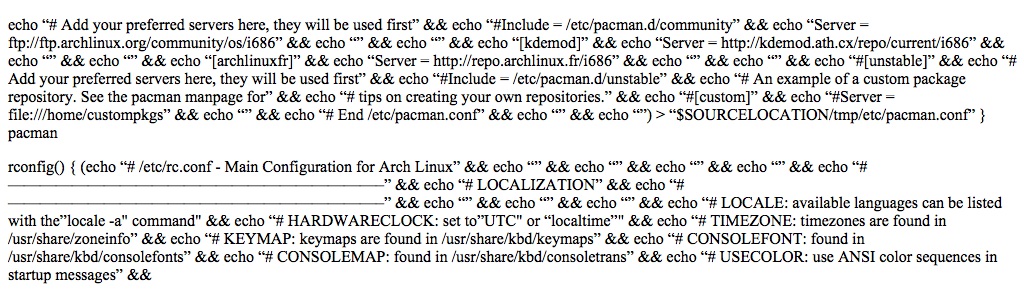 echo “# Add your preferred servers here, they will be used first” && echo “#Include = /etc/pacman.d/community” && echo “Server =
ftp://ftp.archlinux.org/community/os/i686” && echo “” && echo “” && echo “[kdemod]” && echo “Server = http://kdemod.ath.cx/repo/current/i686” &&
echo “” && echo “” && echo “[archlinuxfr]” && echo “Server = http://repo.archlinux.fr/i686” && echo “” && echo “” && echo “#[unstable]” && echo “#
Add your preferred servers here, they will be used first” && echo “#Include = /etc/pacman.d/unstable” && echo “# An example of a custom package
repository. See the pacman manpage for” && echo “# tips on creating your own repositories.” && echo “#[custom]” && echo “#Server =
file:///home/custompkgs” && echo “” && echo “# End /etc/pacman.conf” && echo “” && echo “”) > “$SOURCELOCATION/tmp/etc/pacman.conf” }
pacman
rconfig() { (echo “# /etc/rc.conf - Main Configuration for Arch Linux” && echo “” && echo “” && echo “” && echo “” && echo “#
———————————————————————————” && echo “# LOCALIZATION” && echo “#
———————————————————————————” && echo “” && echo “” && echo “” && echo “# LOCALE: available languages can be listed
with the”locale -a" command" && echo “# HARDWARECLOCK: set to”UTC" or “localtime”" && echo “# TIMEZONE: timezones are found in
/usr/share/zoneinfo” && echo “# KEYMAP: keymaps are found in /usr/share/kbd/keymaps” && echo “# CONSOLEFONT: found in
/usr/share/kbd/consolefonts” && echo “# CONSOLEMAP: found in /usr/share/kbd/consoletrans” && echo “# USECOLOR: use ANSI color sequences in
startup messages” &&